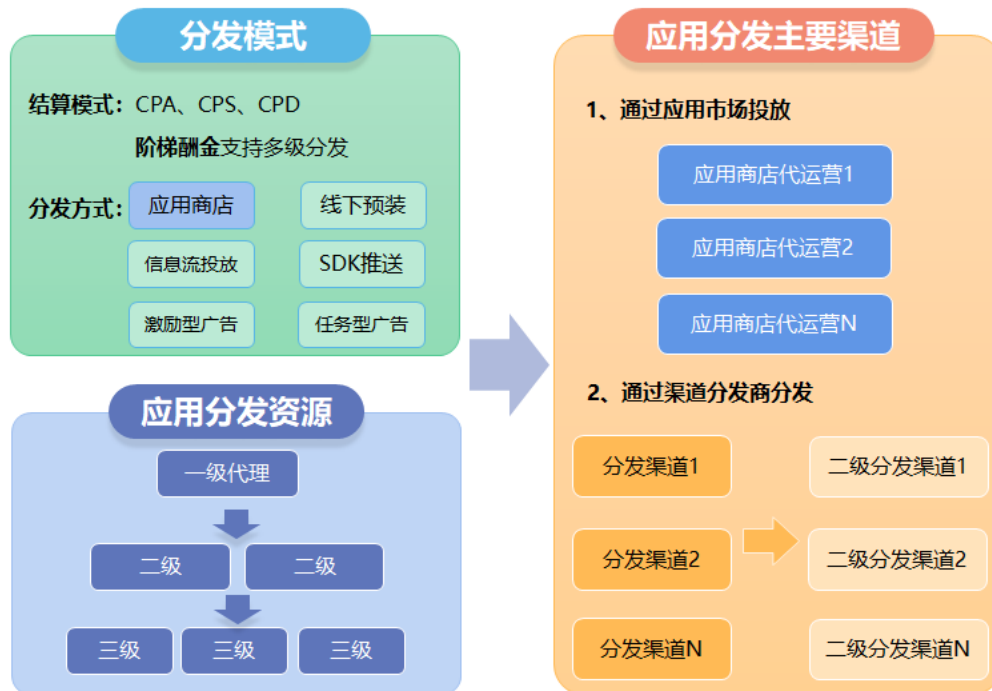 分发模式
结算模式：CPA、CPS、CPD
阶梯酬金支持多级分发
分发方式：
应用商店
线下预装
信息流投放
SDK推送
激励型广告
任务型广告
应用分发资源
一级代理
二级
二级
三级
三级
三级
应用分发主要渠道
1、通过应用市场投放
应用商店代运营1
应用商店代运营2
应用商店代运营N
2、通过渠道分发商分发
分发渠道1
二级分发渠道1
分发渠道2
二级分发渠道2
分发渠道N
二级分发渠道N